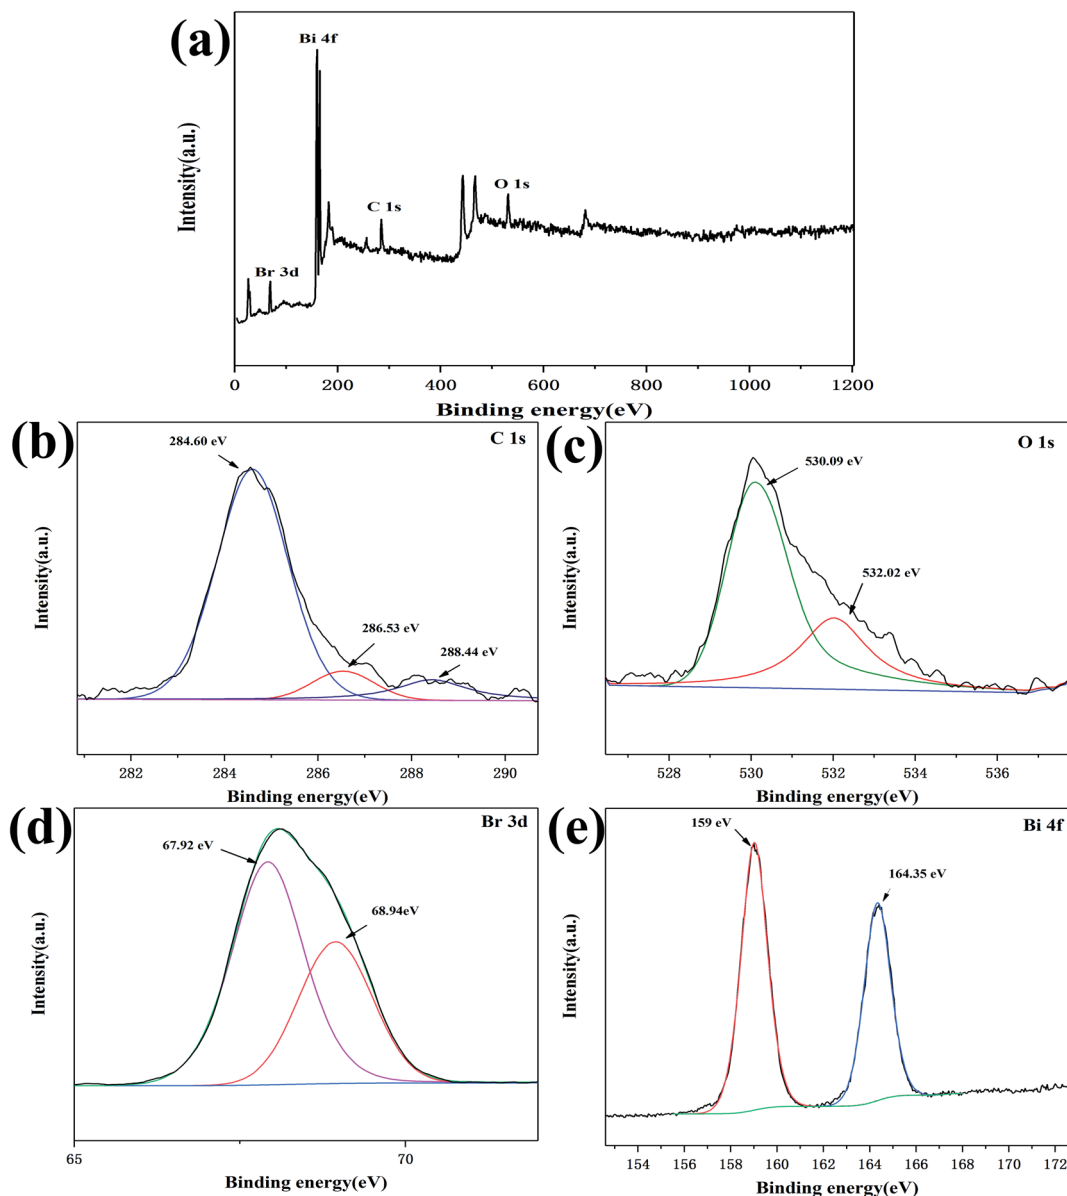 (a)
Bi 4f
C 1s
O 1s
Br 3d
Intensity(a.u.)
0 200 400 600 800 1000 1200
Binding energy(eV)
(b)
C 1s
284.60 eV
286.53 eV
288.44 eV
Intensity(a.u.)
282 284 286 288 290
Binding energy(eV)
(c)
O 1s
530.09 eV
532.02 eV
Intensity(a.u.)
528 530 532 534 536
Binding energy(eV)
(d)
Br 3d
67.92 eV
68.94eV
Intensity(a.u.)
65 70
Binding energy(eV)
(e)
Bi 4f
159 eV
164.35 eV
Intensity(a.u.)
154 156 158 160 162 164 166 168 170 172
Binding energy(eV)